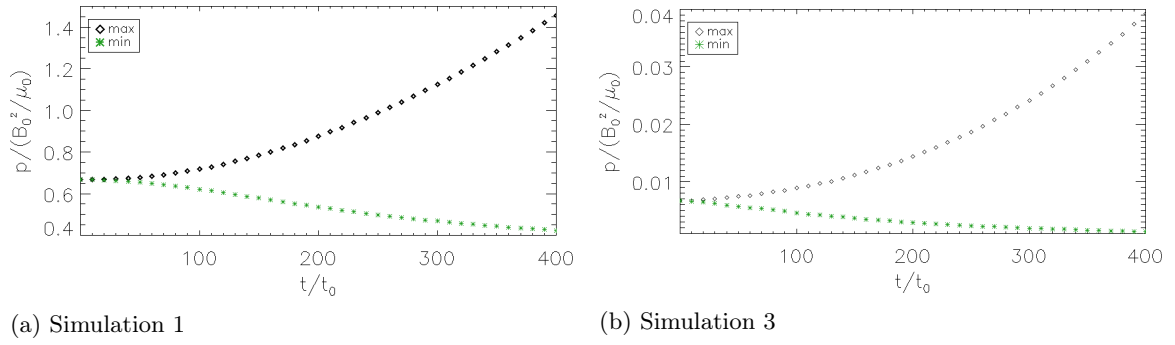 1.4
1.2
1.0
0.8
0.6
0.4
p/(B₀²/μ₀)
max
min
100
200
300
400
t/t₀
(a) Simulation 1
0.04
0.03
0.02
0.01
p/(B₀²/μ₀)
max
min
100
200
300
400
t/t₀
(b) Simulation 3